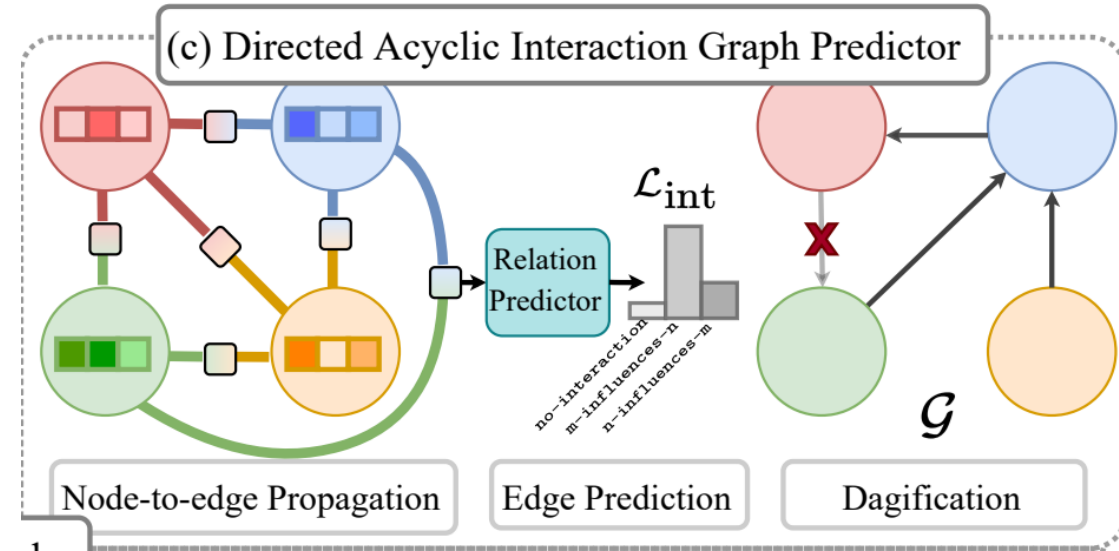 (c) Directed Acyclic Interaction Graph Predictor
ℒint
Relation
Predictor
no-interaction
m-influences-n
n-influences-m
X
𝒢
Node-to-edge Propagation
Edge Prediction
Dagification